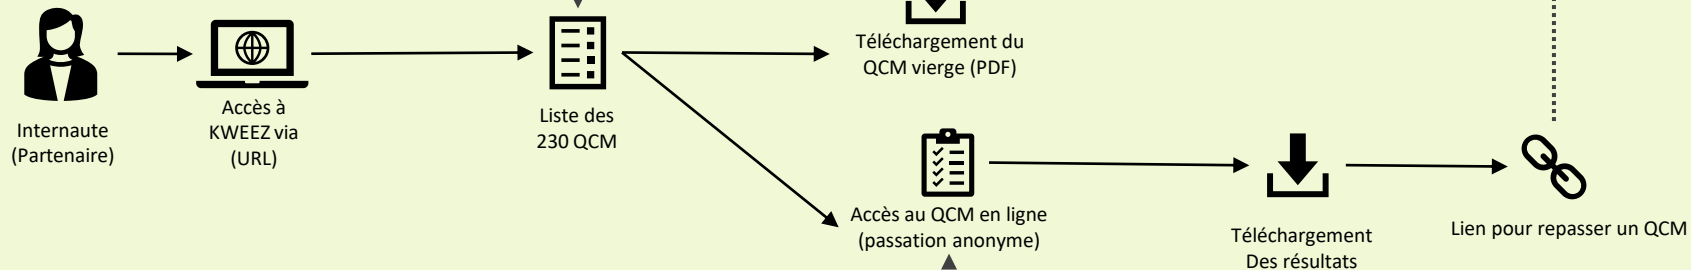 Internaute
(Partenaire)
Accès à
KWEEZ via
(URL)
Liste des
230 QCM
Téléchargement du
QCM vierge (PDF)
Accès au QCM en ligne
(passation anonyme)
Téléchargement
Des résultats
Lien pour repasser un QCM